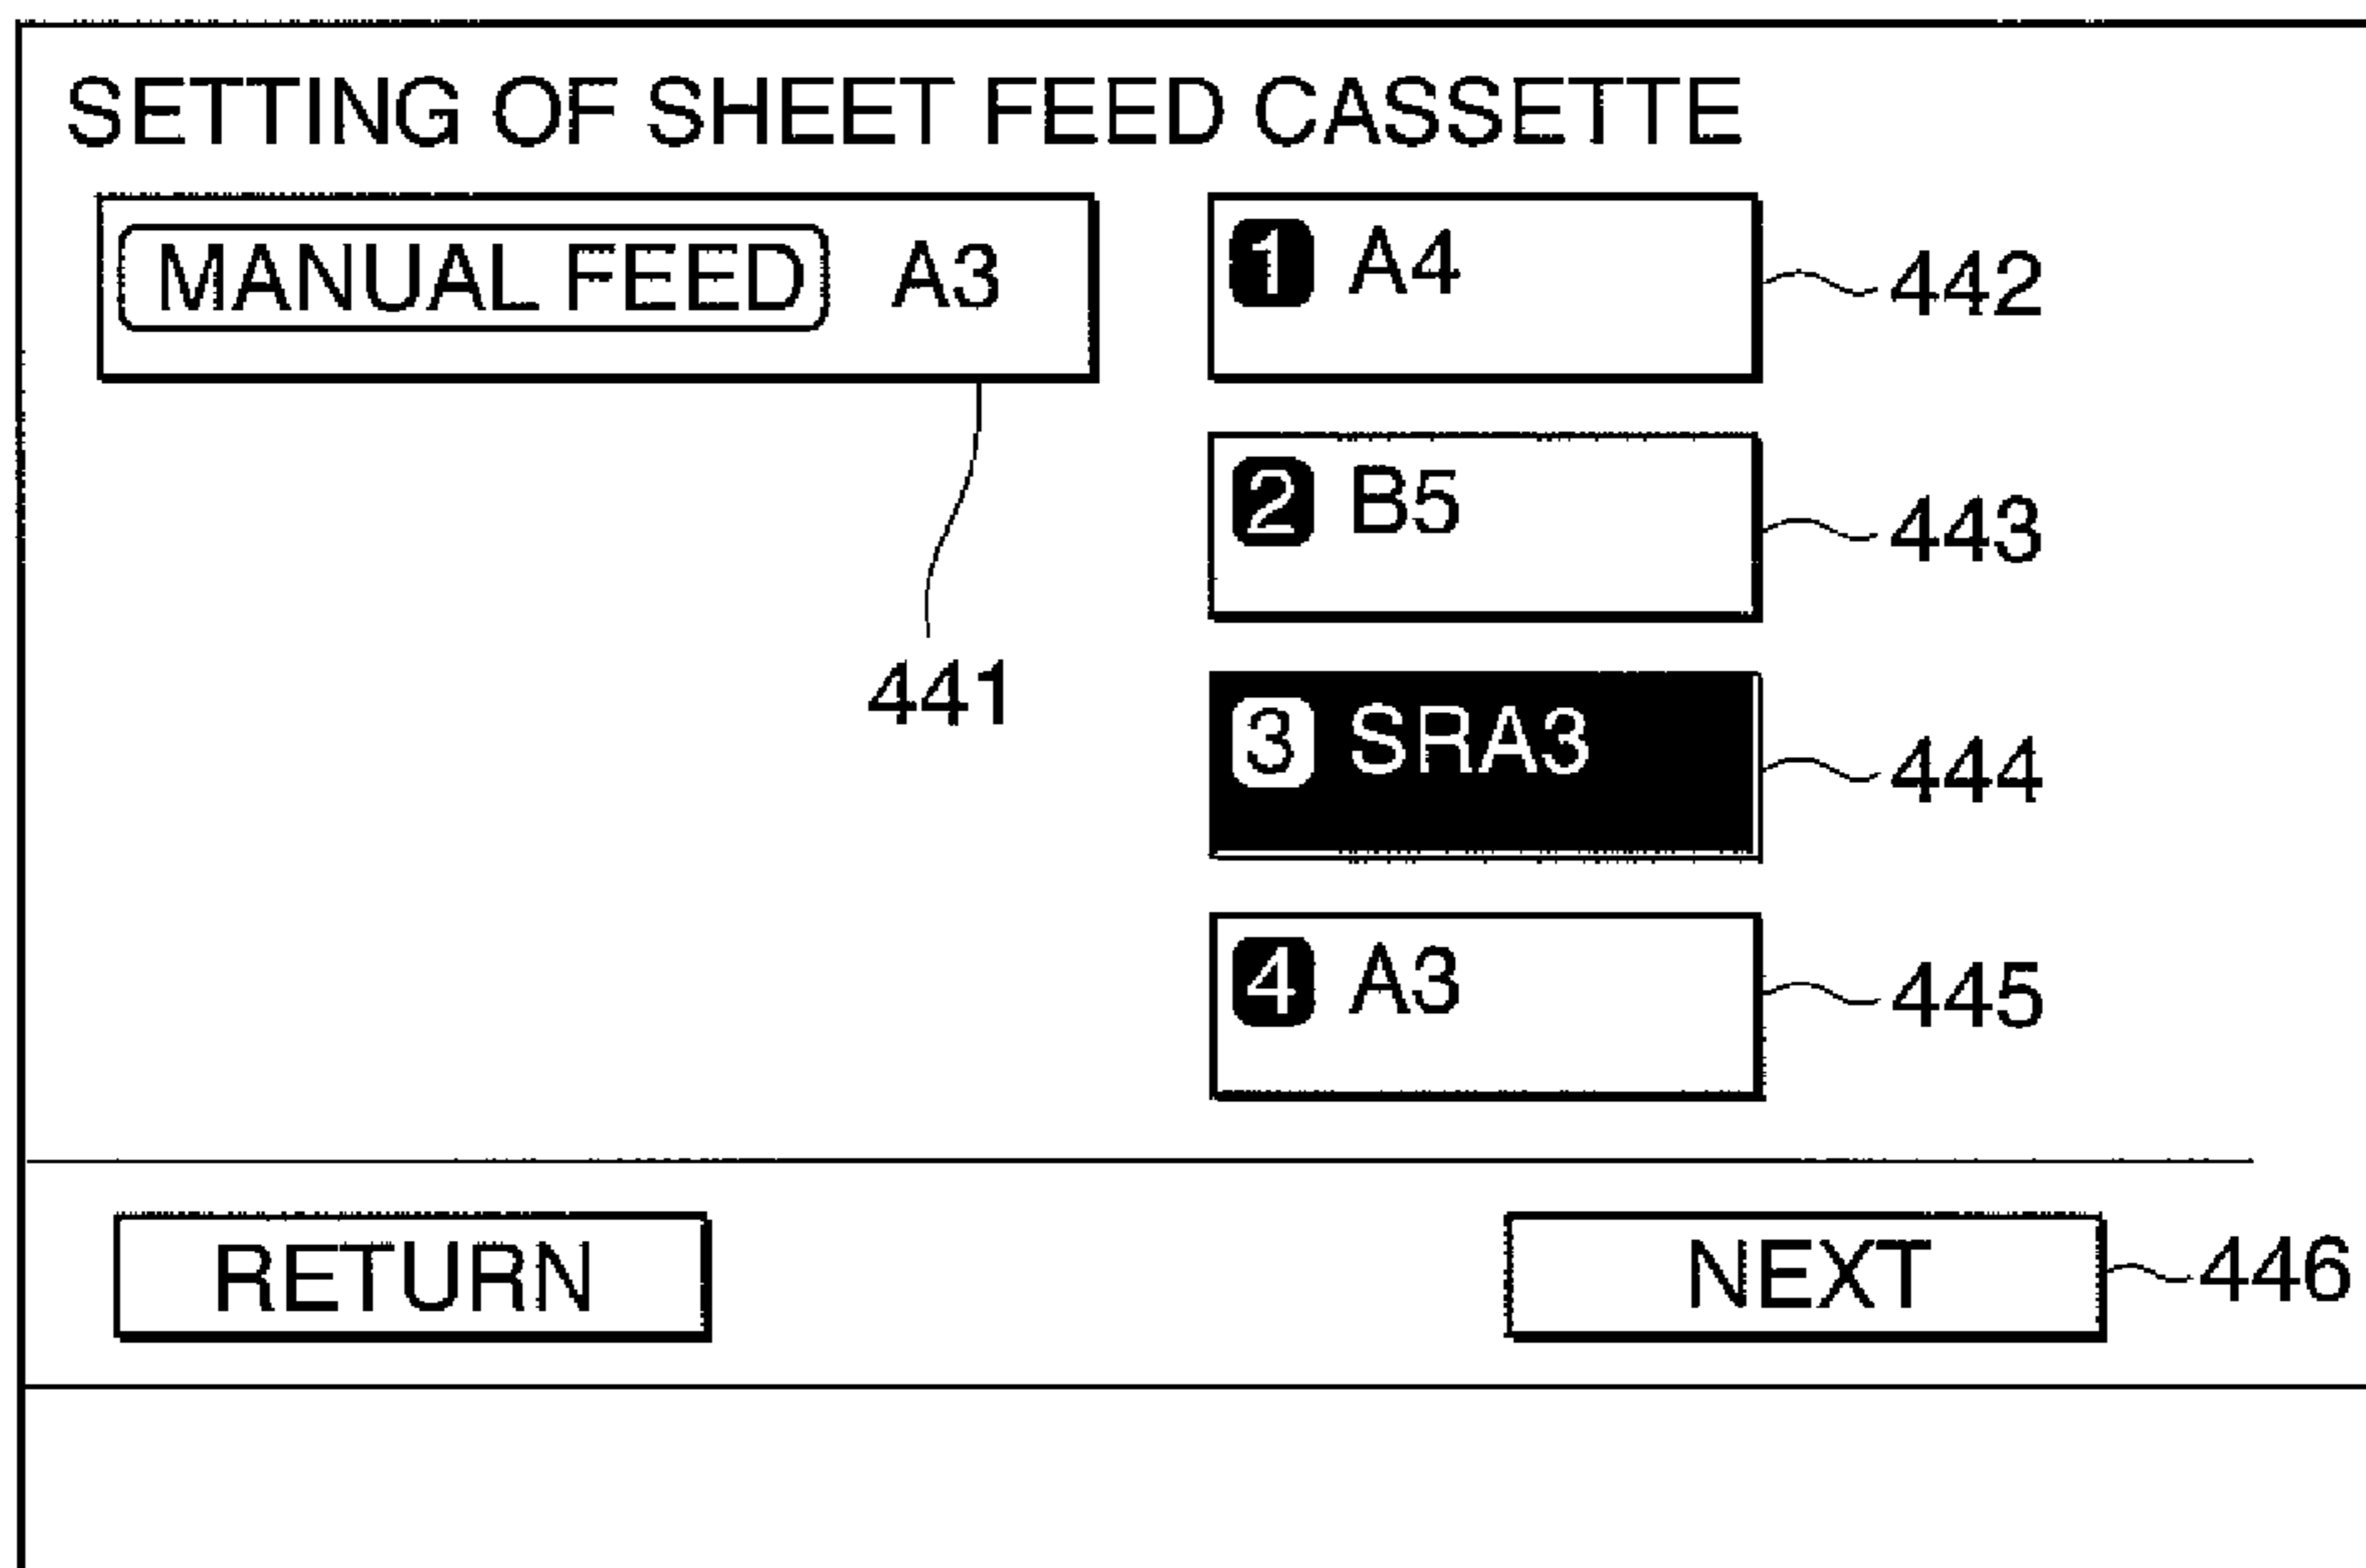 SETTING OF SHEET FEED CASSETTE
MANUAL FEED A3
1 A4
442
2 B5
443
441
3 SRA3
444
4 A3
445
RETURN
NEXT
446